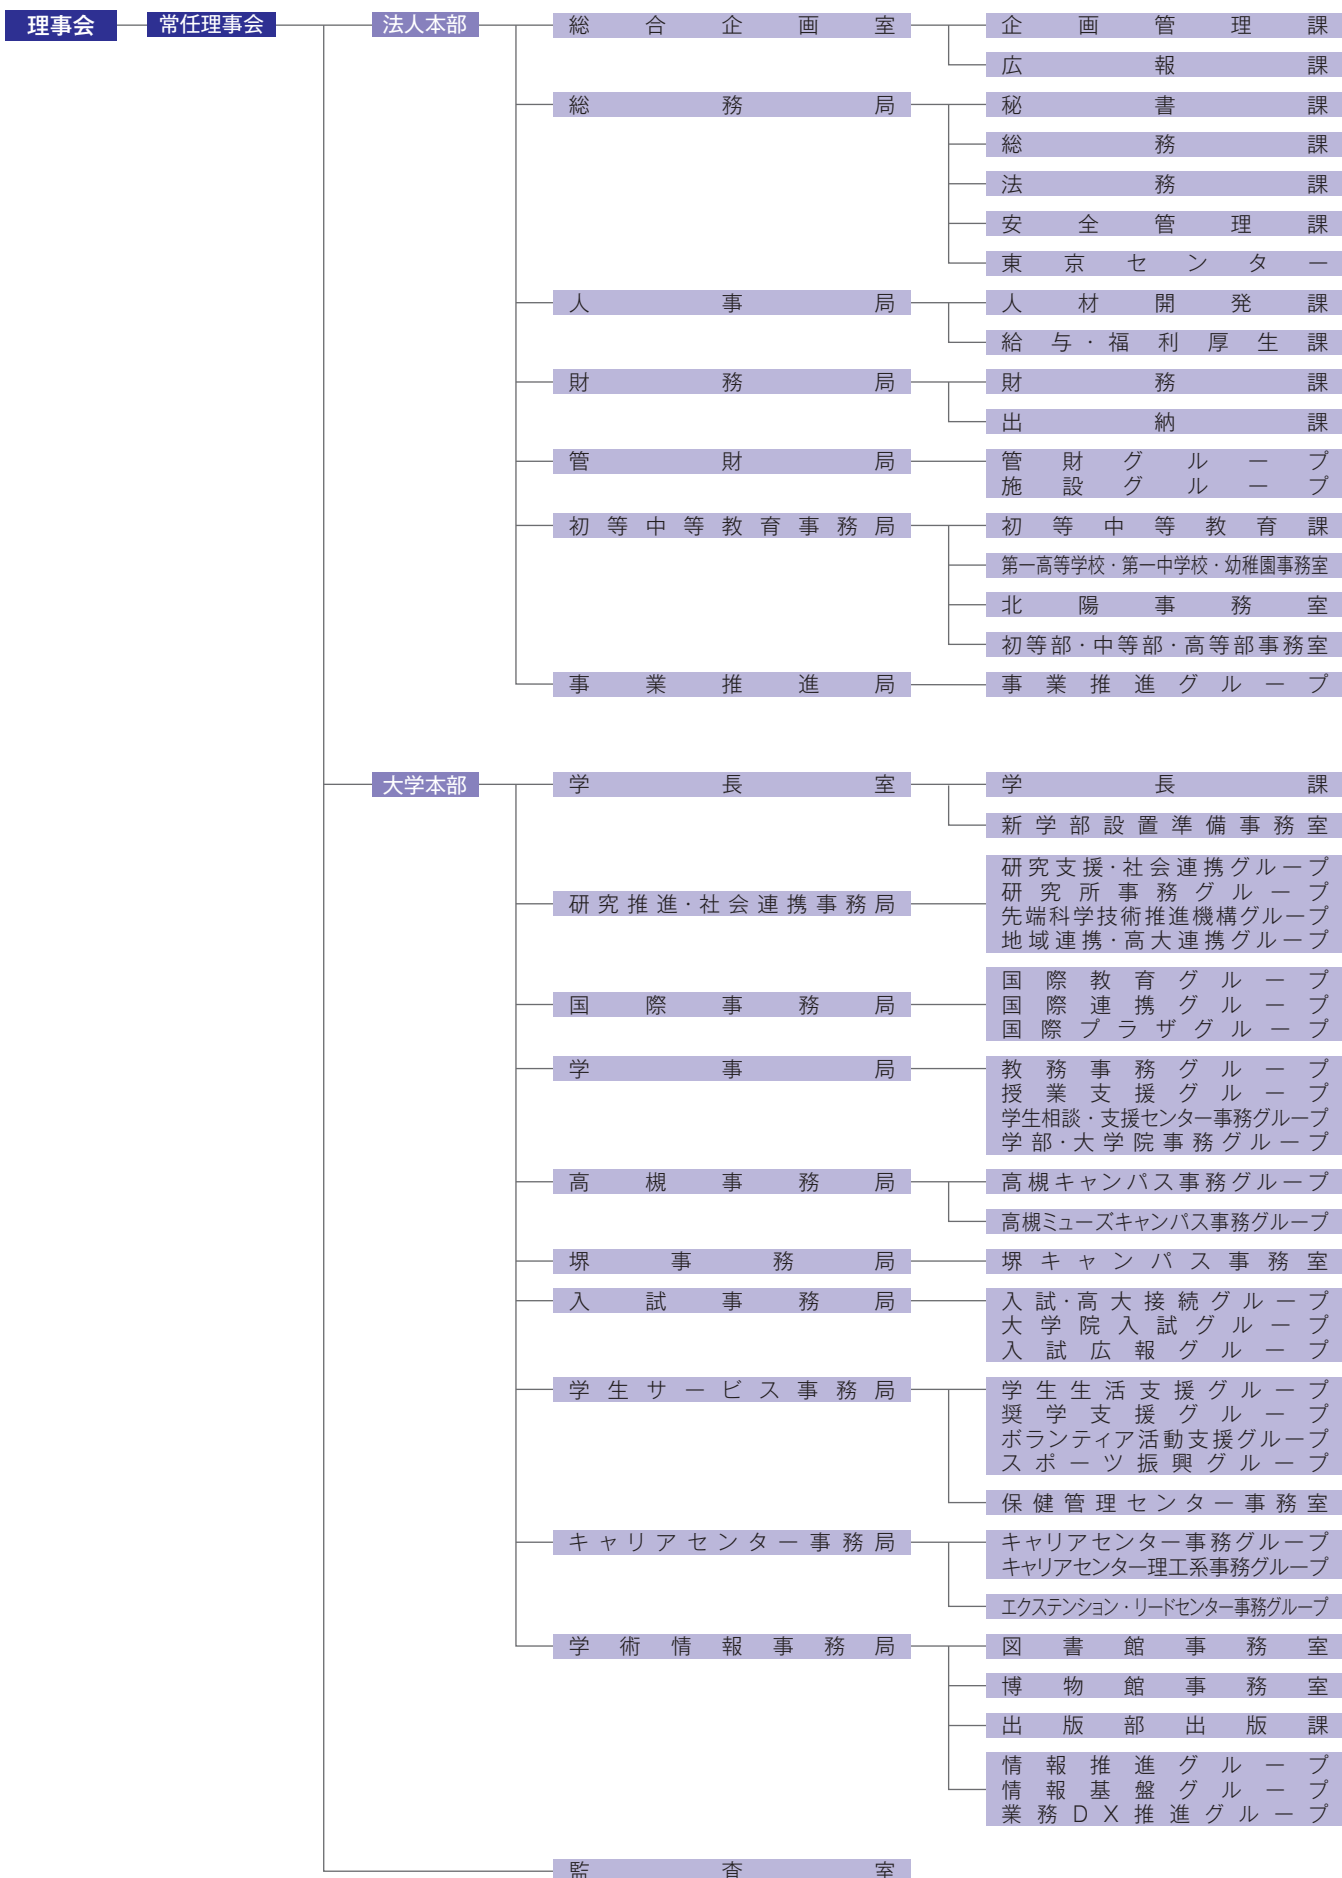 理事会
常任理事会
法人本部
総合企画室
企画管理課
広報課
総務局
秘書課
総務課
法務課
安全管理課
東京センター
人事局
人材開発課
給与・福利厚生課
財務局
財務課
出納課
管財局
管財グループ
施設グループ
初等中等教育事務局
初等中等教育課
第一高等学校・第一中学校・幼稚園事務室
北陽事務室
初等部・中等部・高等部事務室
事業推進局
事業推進グループ
大学本部
学長室
学長課
新学部設置準備事務室
研究推進・社会連携事務局
研究支援・社会連携グループ
研究所事務グループ
先端科学技術推進機構グループ
地域連携・高大連携グループ
国際事務局
国際教育グループ
国際連携グループ
国際プラザグループ
学事局
教務事務グループ
授業支援グループ
学生相談・支援センター事務グループ
学部・大学院事務グループ
高槻事務局
高槻キャンパス事務グループ
高槻ミューズキャンパス事務グループ
堺事務局
堺キャンパス事務室
入試事務局
入試・高大接続グループ
大学院入試グループ
入試広報グループ
学生サービス事務局
学生生活支援グループ
奨学支援グループ
ボランティア活動支援グループ
スポーツ振興グループ
保健管理センター事務室
キャリアセンター事務局
キャリアセンター事務グループ
キャリアセンター理工系事務グループ
エクステンション・リードセンター事務グループ
学術情報事務局
図書館事務室
博物館事務室
出版部出版課
情報推進グループ
情報基盤グループ
業務DX推進グループ
監査室